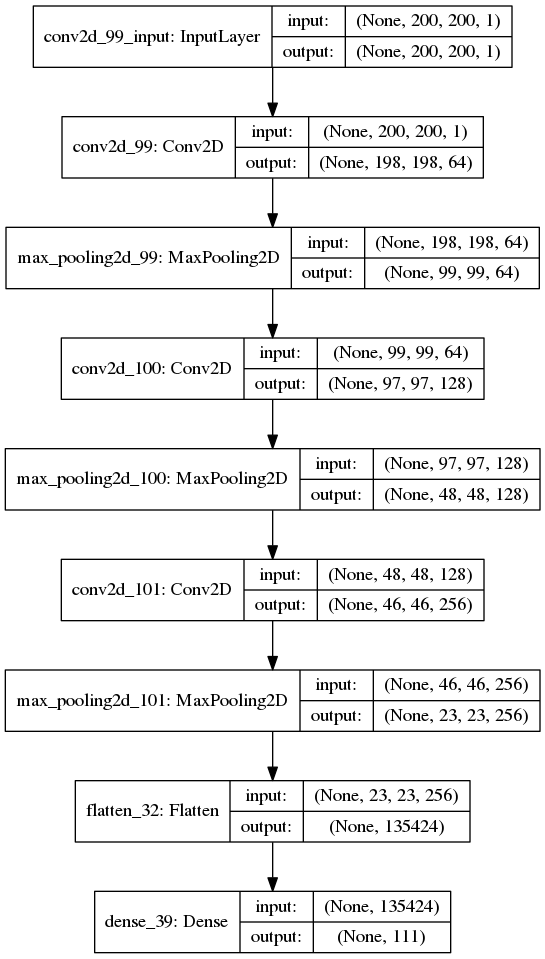 conv2d_99_input: InputLayer
input:
(None, 200, 200, 1)
output:
(None, 200, 200, 1)
conv2d_99: Conv2D
input:
(None, 200, 200, 1)
output:
(None, 198, 198, 64)
max_pooling2d_99: MaxPooling2D
input:
(None, 198, 198, 64)
output:
(None, 99, 99, 64)
conv2d_100: Conv2D
input:
(None, 99, 99, 64)
output:
(None, 97, 97, 128)
max_pooling2d_100: MaxPooling2D
input:
(None, 97, 97, 128)
output:
(None, 48, 48, 128)
conv2d_101: Conv2D
input:
(None, 48, 48, 128)
output:
(None, 46, 46, 256)
max_pooling2d_101: MaxPooling2D
input:
(None, 46, 46, 256)
output:
(None, 23, 23, 256)
flatten_32: Flatten
input:
(None, 23, 23, 256)
output:
(None, 135424)
dense_39: Dense
input:
(None, 135424)
output:
(None, 111)